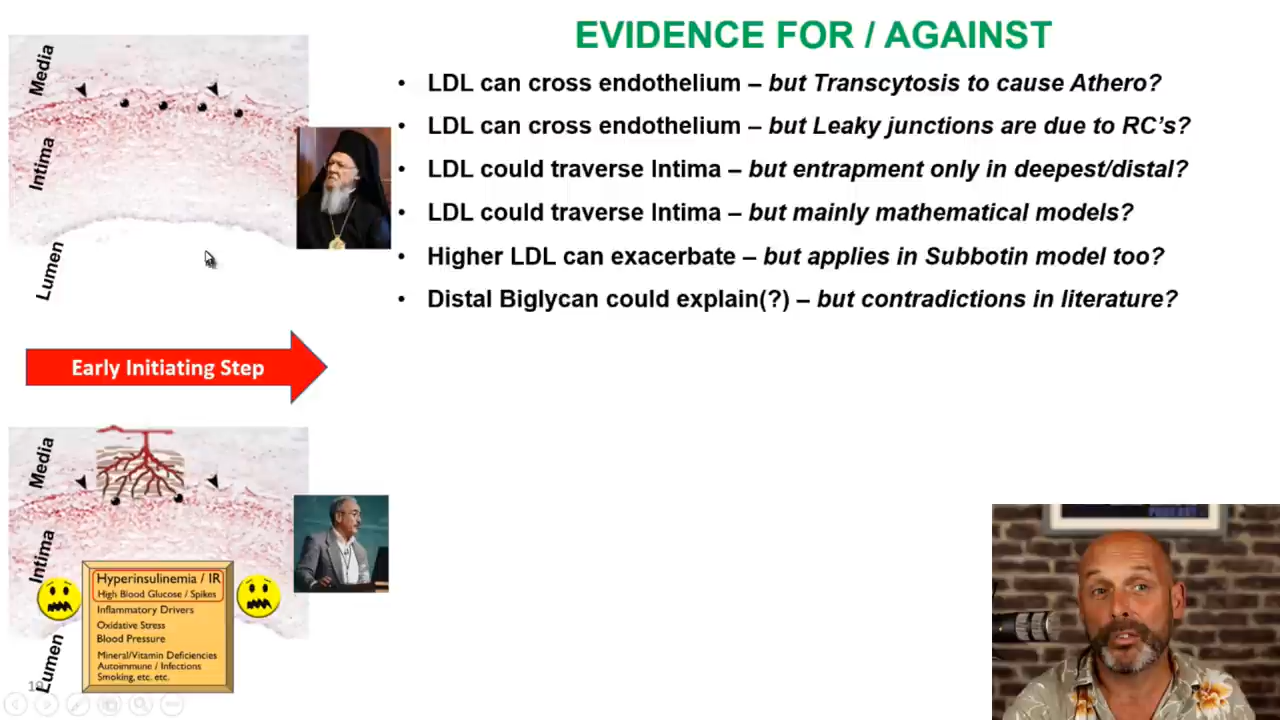 EVIDENCE FOR / AGAINST
• LDL can cross endothelium – but Transcytosis to cause Athero?
• LDL can cross endothelium – but Leaky junctions are due to RC's?
• LDL could traverse Intima – but entrapment only in deepest/distal?
• LDL could traverse Intima – but mainly mathematical models?
• Higher LDL can exacerbate – but applies in Subbotin model too?
• Distal Biglycan could explain(?) – but contradictions in literature?
Media
Intima
Lumen
Early Initiating Step
Media
Intima
Lumen
Hyperinsulinemia / IR
High Blood Glucose / Spikes
Inflammatory Drivers
Oxidative Stress
Blood Pressure
Mineral/Vitamin Deficiencies
Autoimmune / Infections
Smoking, etc. etc.
PODCAST